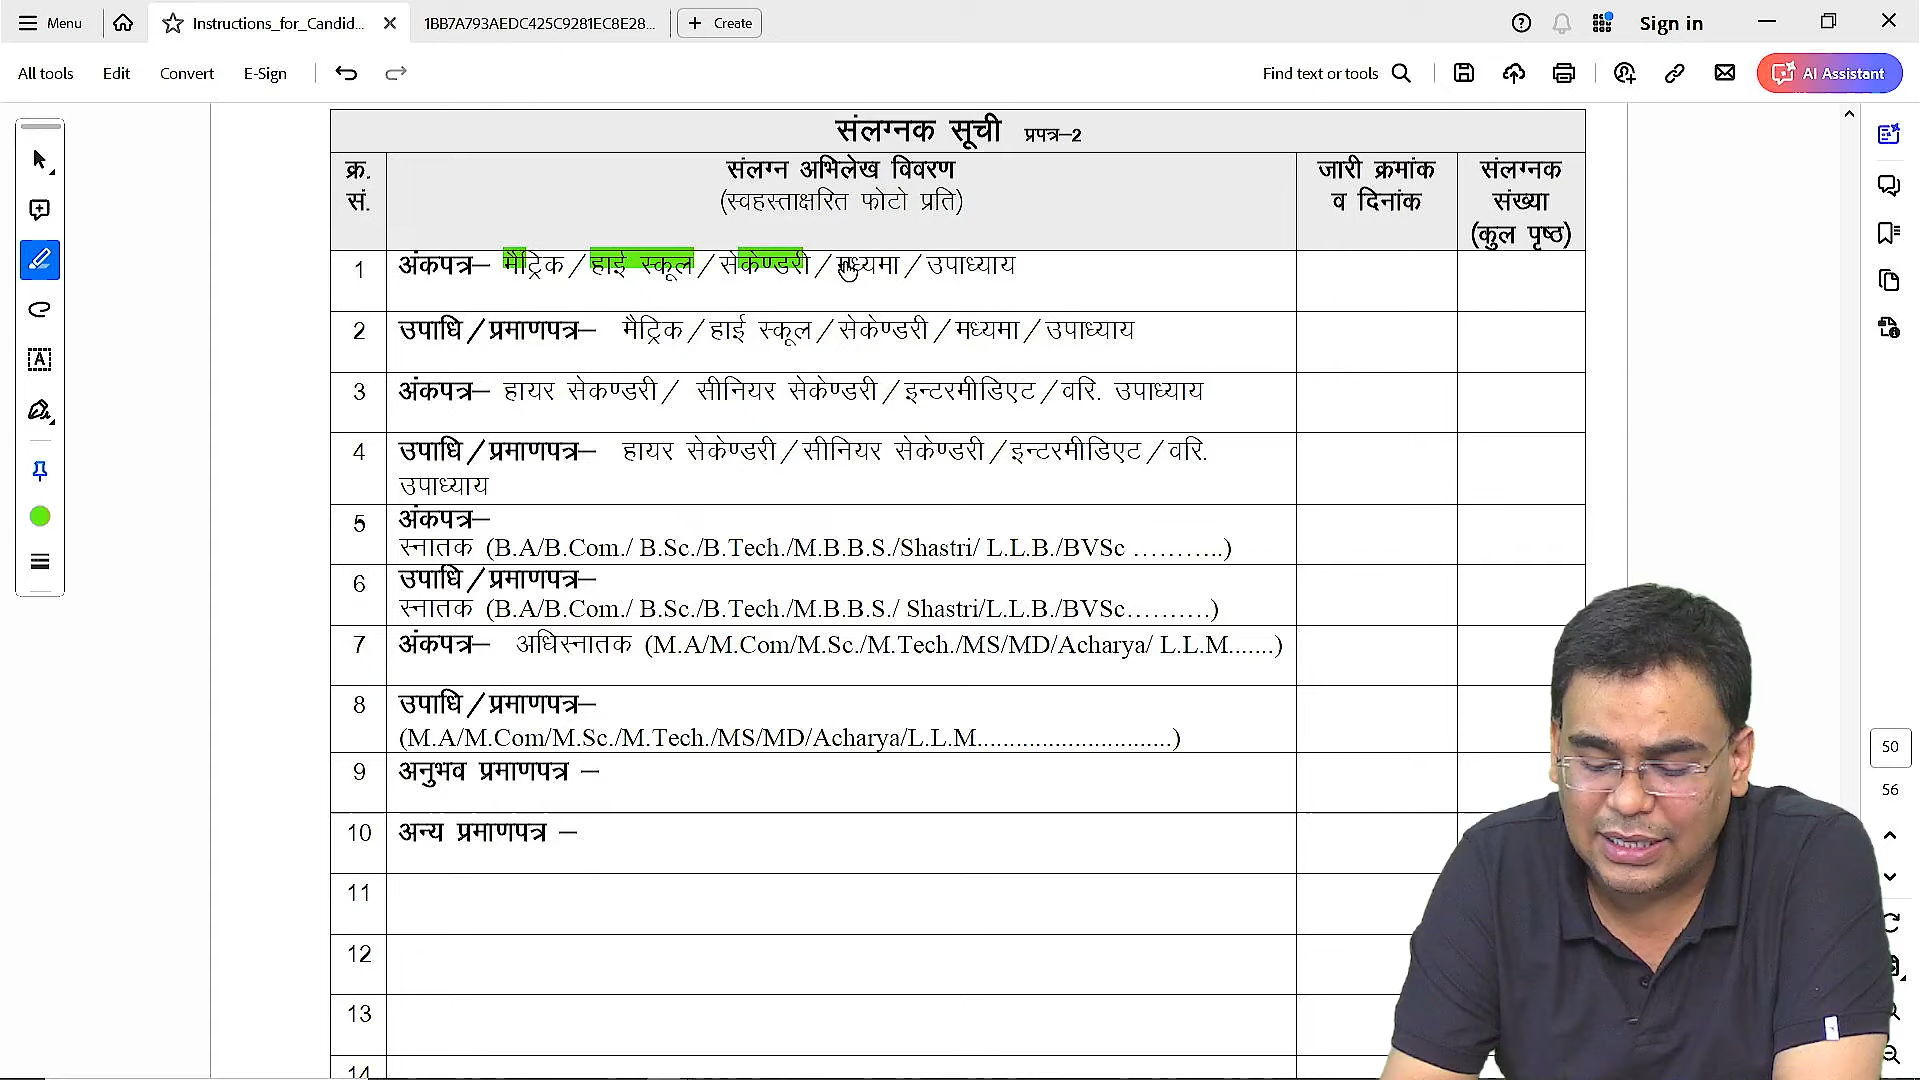 Menu
Instructions_for_Candid...
1BB7A793AEDC425C9281EC8E28...
Create
Sign in
All tools
Edit
Convert
E-Sign
Find text or tools
AI Assistant
संलग्नक सूची प्रपत्र–2
क्र. सं.
संलग्न अभिलेख विवरण
(स्वहस्ताक्षरित फोटो प्रति)
जारी क्रमांक
व दिनांक
संलग्नक
संख्या
(कुल पृष्ठ)
1 अंकपत्र– मैट्रिक/हाई स्कूल/सेकेण्डरी/मध्यमा/उपाध्याय
2 उपाधि/प्रमाणपत्र– मैट्रिक/हाई स्कूल/सेकेण्डरी/मध्यमा/उपाध्याय
3 अंकपत्र– हायर सेकण्डरी/ सीनियर सेकेण्डरी/इन्टरमीडिएट/वरि. उपाध्याय
4 उपाधि/प्रमाणपत्र– हायर सेकेण्डरी/सीनियर सेकेण्डरी/इन्टरमीडिएट/वरि.
उपाध्याय
5 अंकपत्र–
स्नातक (B.A/B.Com./ B.Sc./B.Tech./M.B.B.S./Shastri/ L.L.B./BVSc ………..)
6 उपाधि/प्रमाणपत्र–
स्नातक (B.A/B.Com./ B.Sc./B.Tech./M.B.B.S./ Shastri/L.L.B./BVSc……….)
7 अंकपत्र– अधिस्नातक (M.A/M.Com/M.Sc./M.Tech./MS/MD/Acharya/ L.L.M.......)
8 उपाधि/प्रमाणपत्र–
(M.A/M.Com/M.Sc./M.Tech./MS/MD/Acharya/L.L.M..............................)
9 अनुभव प्रमाणपत्र –
10 अन्य प्रमाणपत्र –
11
12
13
14
50
56